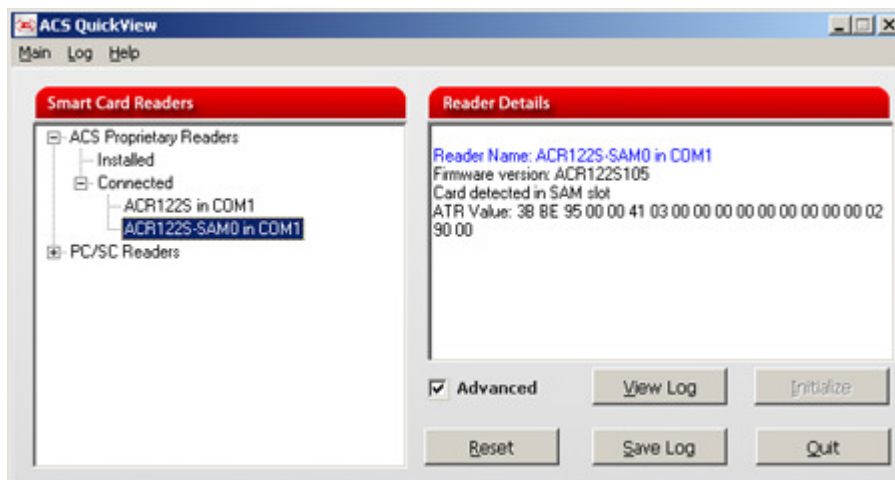 ACS QuickView
Main Log Help
Smart Card Readers
ACS Proprietary Readers
Installed
Connected
ACR122S in COM1
ACR122S-SAM0 in COM1
PC/SC Readers
Reader Details
Reader Name: ACR122S-SAM0 in COM1
Firmware version: ACR122S105
Card detected in SAM slot
ATR Value: 3B BE 95 00 00 41 03 00 00 00 00 00 00 00 00 00 02
90 00
Advanced
View Log
Initialize
Reset
Save Log
Quit